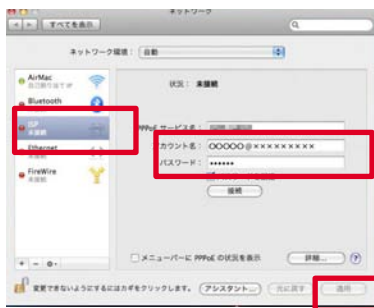 ネットワーク
すべてを表示
ネットワーク環境： 自動
AirMac
状況： 未接続
Bluetooth
ISP
未接続
PPPoE サービス名：
アカウント名： OOOOO@×××××××××
Ethernet
パスワード： ••••••
FireWire
未接続
接続
メニューバーに PPPoE の状況を表示
詳細...
?
変更できないようにするにはカギをクリックします。
アシスタント...
元に戻す
適用